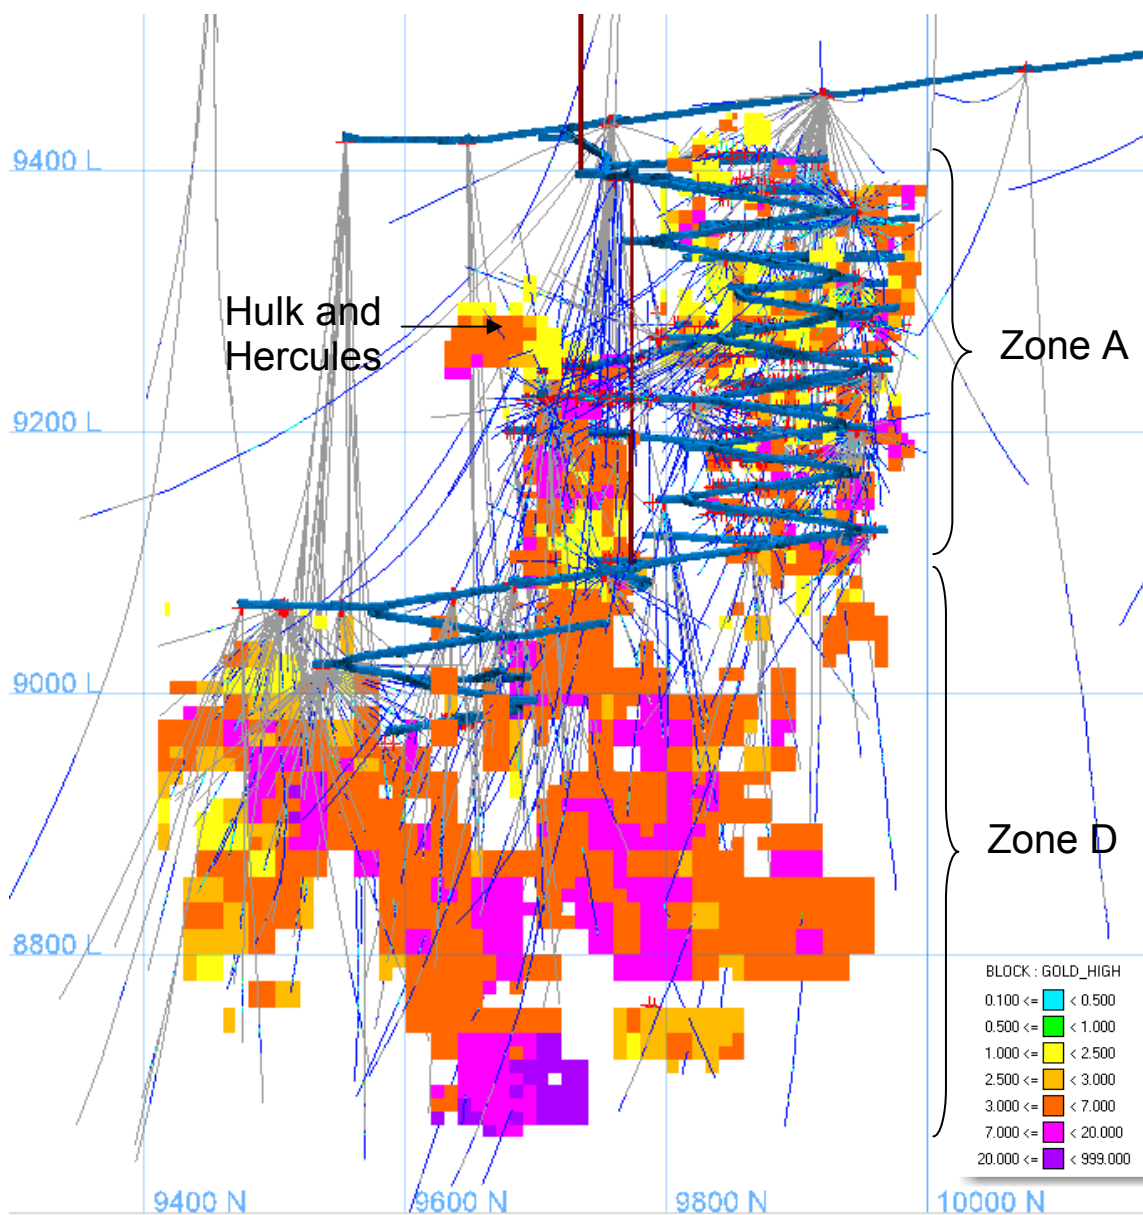 9400 L
Hulk and
Hercules
Zone A
9200 L
9000 L
Zone D
8800 L
BLOCK : GOLD_HIGH
0.100 <= < 0.500
0.500 <= < 1.000
1.000 <= < 2.500
2.500 <= < 3.000
3.000 <= < 7.000
7.000 <= < 20.000
20.000 <= < 999.000
9400 N 9600 N 9800 N 10000 N